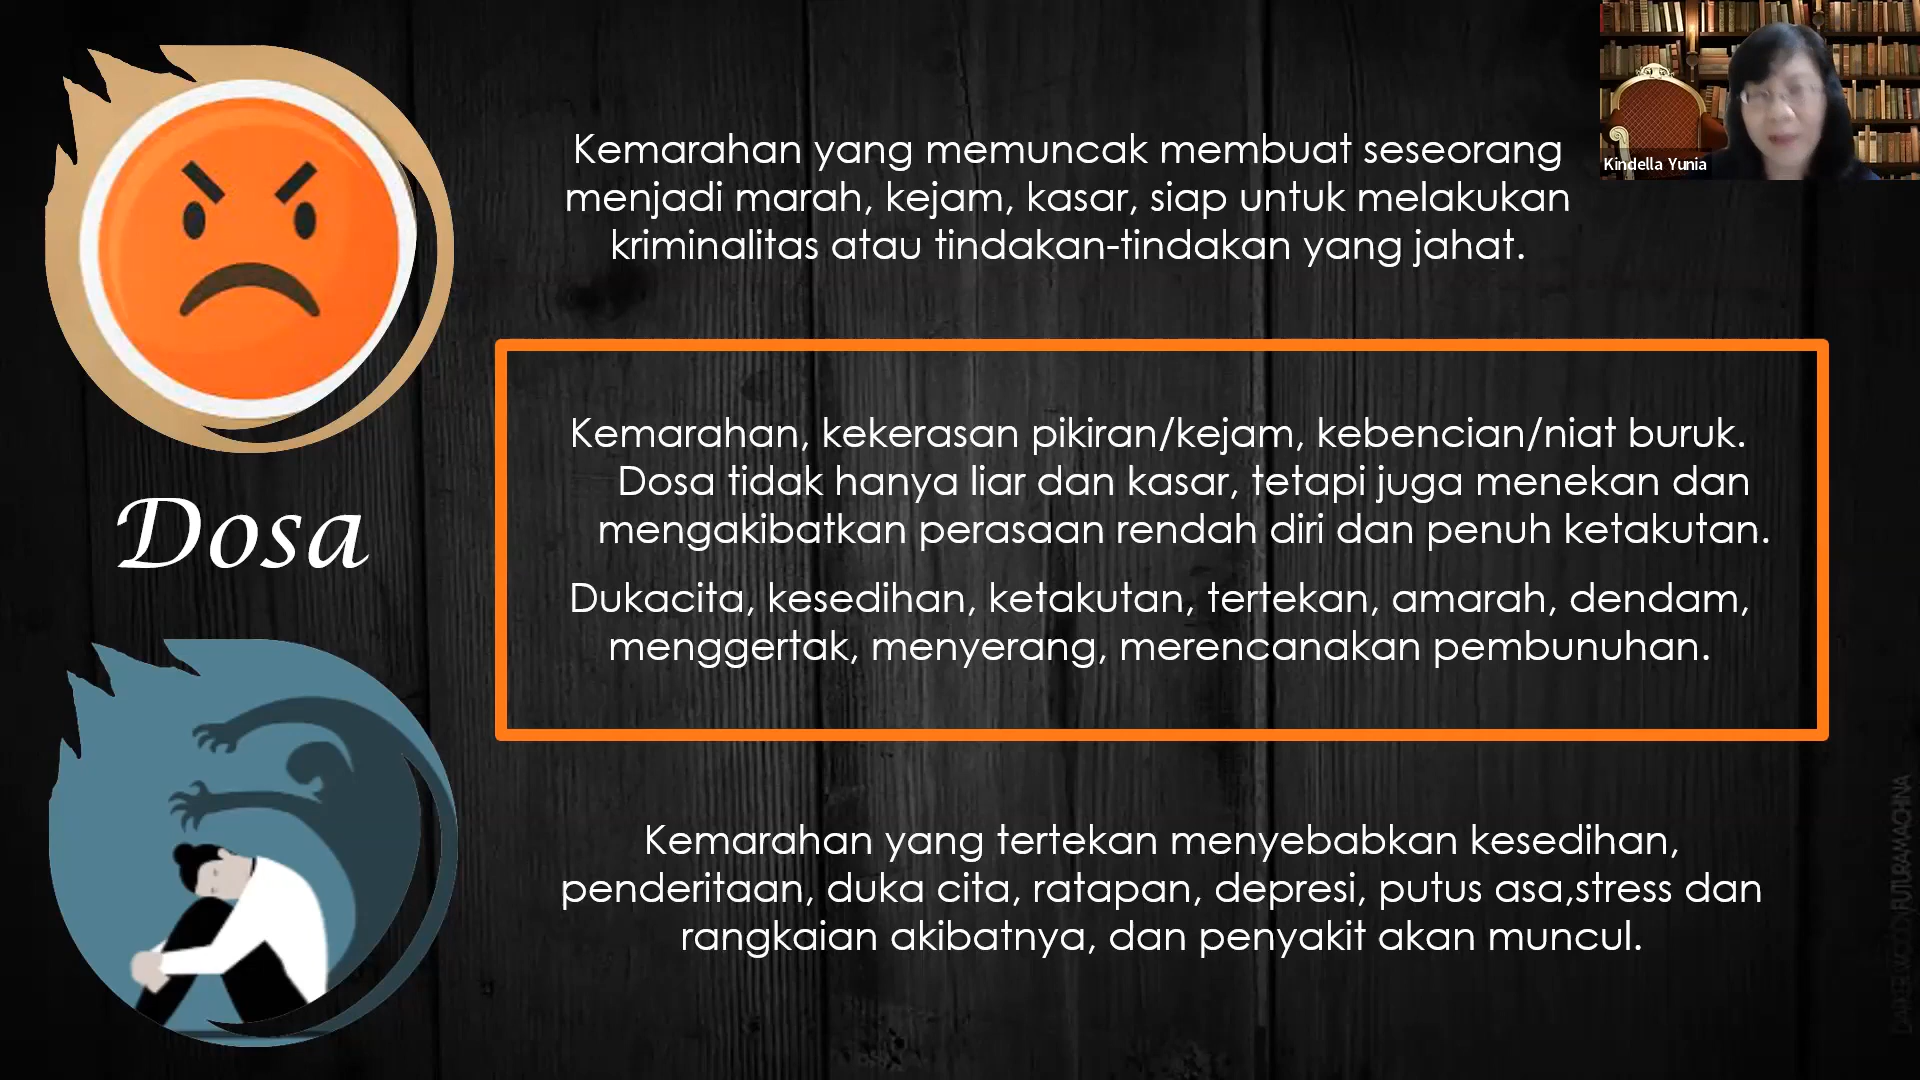 Kindella Yunia
Kemarahan yang memuncak membuat seseorang
menjadi marah, kejam, kasar, siap untuk melakukan
kriminalitas atau tindakan-tindakan yang jahat.
Dosa
Kemarahan, kekerasan pikiran/kejam, kebencian/niat buruk.
Dosa tidak hanya liar dan kasar, tetapi juga menekan dan
mengakibatkan perasaan rendah diri dan penuh ketakutan.
Dukacita, kesedihan, ketakutan, tertekan, amarah, dendam,
menggertak, menyerang, merencanakan pembunuhan.
Kemarahan yang tertekan menyebabkan kesedihan,
penderitaan, duka cita, ratapan, depresi, putus asa,stress dan
rangkaian akibatnya, dan penyakit akan muncul.